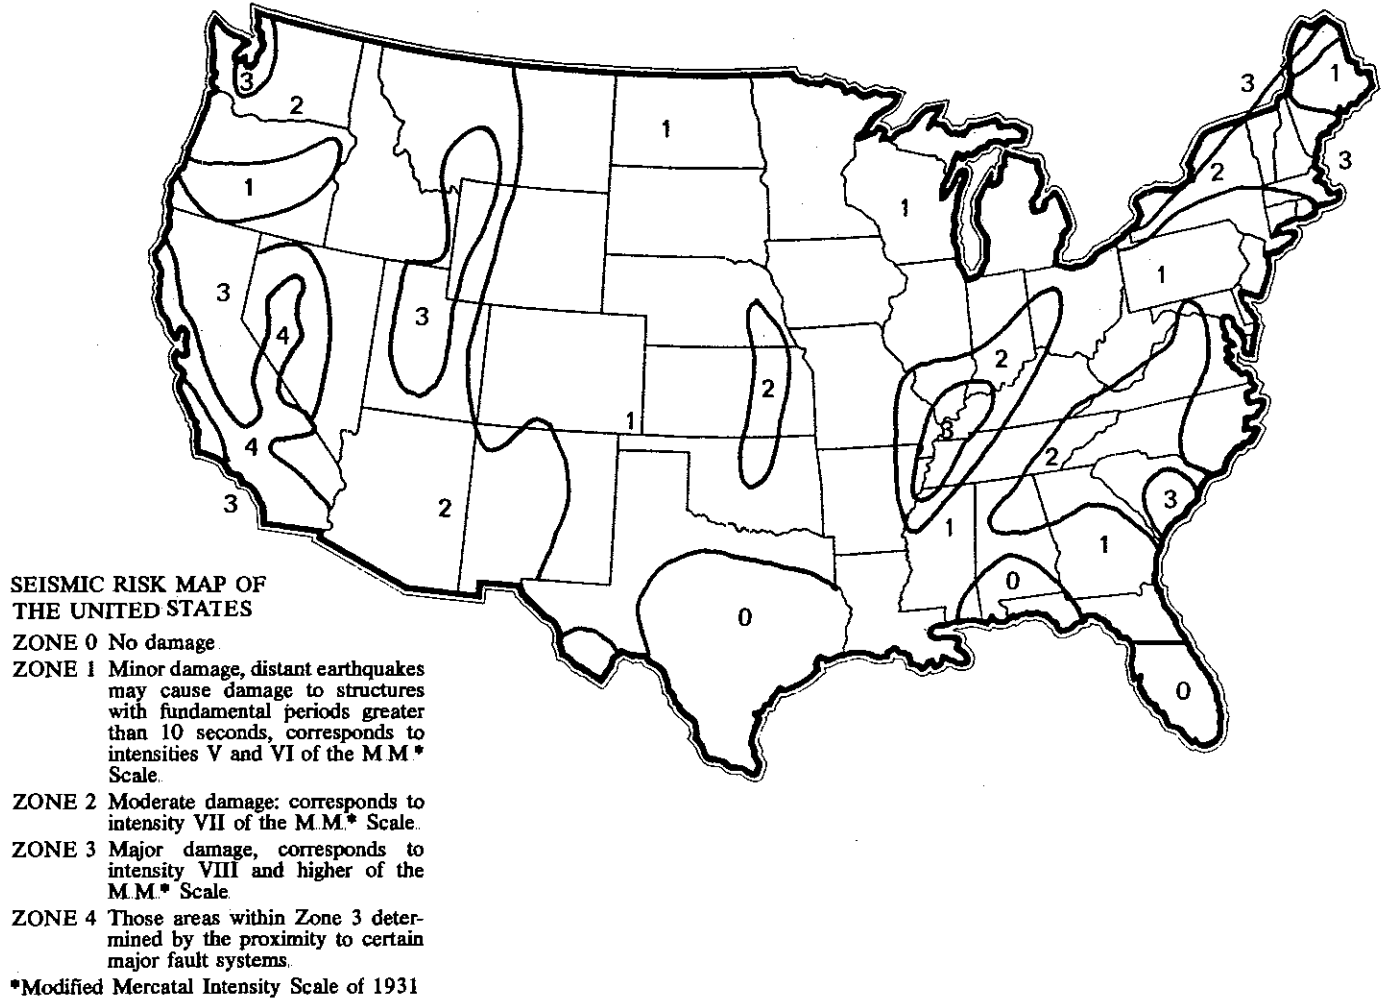 3
2
1
1
3
1
2
3
1
1
3
3
4
2
3
2
1
4
2
3
2
1
3
1
0
0
0
SEISMIC RISK MAP OF
THE UNITED STATES
ZONE 0 No damage
ZONE 1 Minor damage, distant earthquakes
may cause damage to structures
with fundamental periods greater
than 10 seconds, corresponds to
intensities V and VI of the M.M.*
Scale.
ZONE 2 Moderate damage: corresponds to
intensity VII of the M.M.* Scale.
ZONE 3 Major damage, corresponds to
intensity VIII and higher of the
M.M.* Scale.
ZONE 4 Those areas within Zone 3 deter-
mined by the proximity to certain
major fault systems.
*Modified Mercatal Intensity Scale of 1931